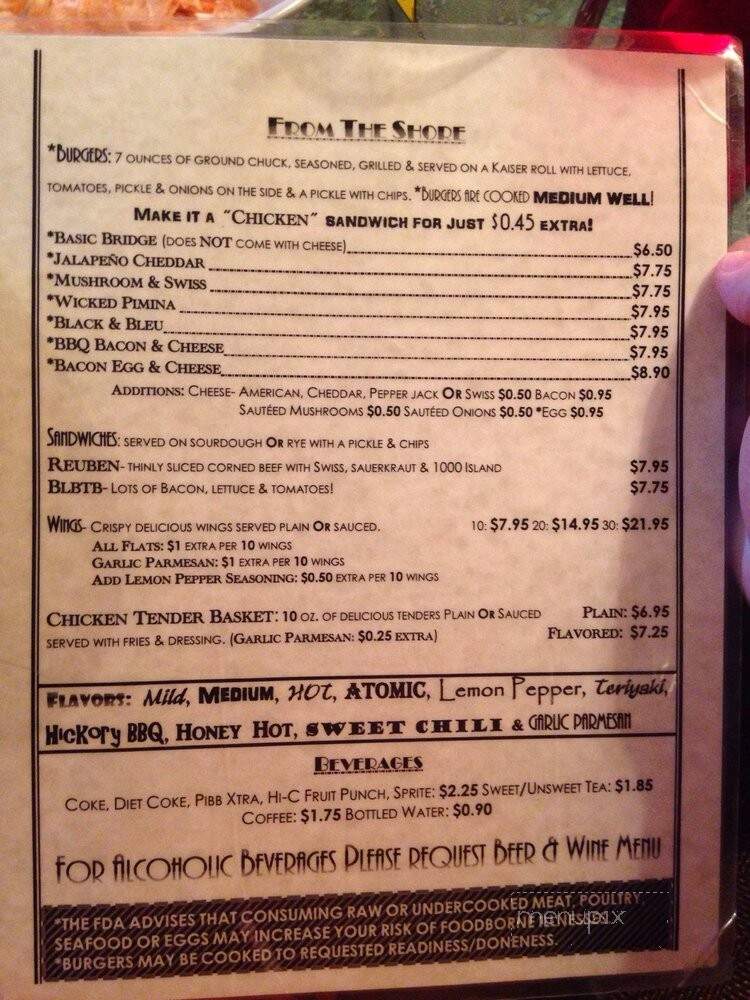 From The Shore
*Burgers: 7 ounces of ground chuck, seasoned, grilled & served on a Kaiser roll with lettuce,
tomatoes, pickle & onions on the side & a pickle with chips. *Burgers are cooked MEDIUM WELL!
Make it a "Chicken" sandwich for just $0.45 extra!
*Basic Bridge (does NOT come with cheese) $6.50
*Jalapeño Cheddar $7.75
*Mushroom & Swiss $7.75
*Wicked Pimina $7.95
*Black & Bleu $7.95
*BBQ Bacon & Cheese $7.95
*Bacon Egg & Cheese $8.90
Additions: Cheese- American, Cheddar, Pepper jack Or Swiss $0.50 Bacon $0.95
Sautéed Mushrooms $0.50 Sautéed Onions $0.50 *Egg $0.95
Sandwiches: served on sourdough Or rye with a pickle & chips
Reuben- thinly sliced corned beef with Swiss, sauerkraut & 1000 Island $7.95
BLBTB- Lots of Bacon, lettuce & tomatoes! $7.75
Wings- Crispy delicious wings served plain Or sauced. 10: $7.95 20: $14.95 30: $21.95
All Flats: $1 extra per 10 wings
Garlic Parmesan: $1 extra per 10 wings
Add Lemon Pepper Seasoning: $0.50 extra per 10 wings
Chicken Tender Basket: 10 oz. of delicious tenders Plain Or Sauced Plain: $6.95
served with fries & dressing. (Garlic Parmesan: $0.25 extra) Flavored: $7.25
Flavors: Mild, Medium, HOT, ATOMIC, Lemon Pepper, Teriyaki,
Hickory BBQ, Honey Hot, Sweet Chili & Garlic Parmesan
Beverages
Coke, Diet Coke, Pibb Xtra, Hi-C Fruit Punch, Sprite: $2.25 Sweet/Unsweet Tea: $1.85
Coffee: $1.75 Bottled Water: $0.90
For Alcoholic Beverages Please request Beer & Wine Menu
*THE FDA ADVISES THAT CONSUMING RAW OR UNDERCOOKED MEAT, POULTRY,
SEAFOOD OR EGGS MAY INCREASE YOUR RISK OF FOODBORNE ILLNESSES.
*BURGERS MAY BE COOKED TO REQUESTED READINESS/DONENESS.
menupix